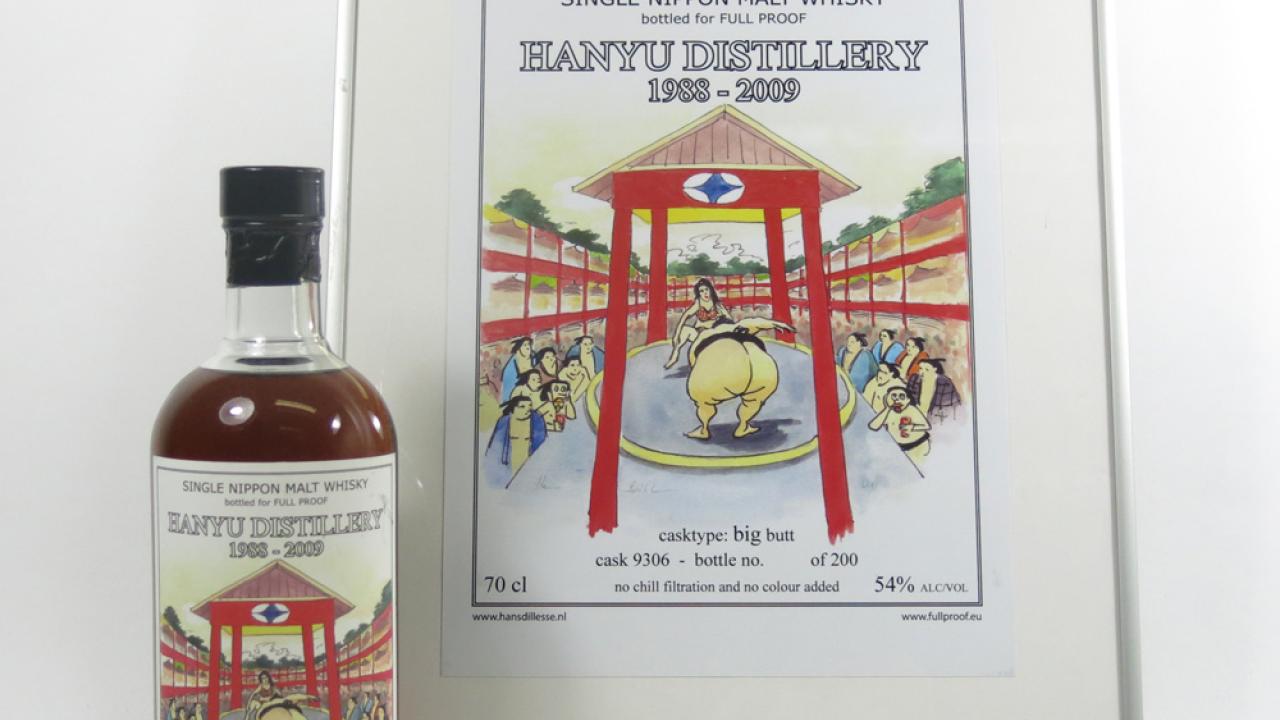 SINGLE NIPPON MALT WHISKY
bottled for FULL PROOF
HANYU DISTILLERY
1988 - 2009
casktype: big butt
cask 9306 - bottle no. of 200
70 cl no chill filtration and no colour added 54% ALC/VOL
www.hansdillesse.nl www.fullproof.eu
SINGLE NIPPON MALT WHISKY
bottled for FULL PROOF
HANYU DISTILLERY
1988 - 2009